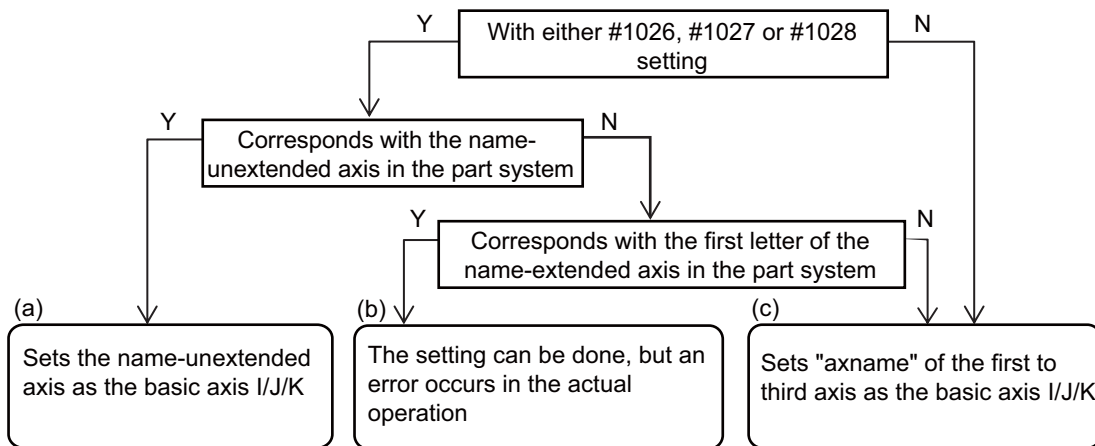 Y
With either #1026, #1027 or #1028
setting
N
Y
Corresponds with the name-
unextended axis in the part system
N
Y
Corresponds with the first letter of the
name-extended axis in the part system
N
(a)
Sets the name-unextended
axis as the basic axis I/J/K
(b)
The setting can be done, but an
error occurs in the actual
operation
(c)
Sets "axname" of the first to
third axis as the basic axis I/J/K